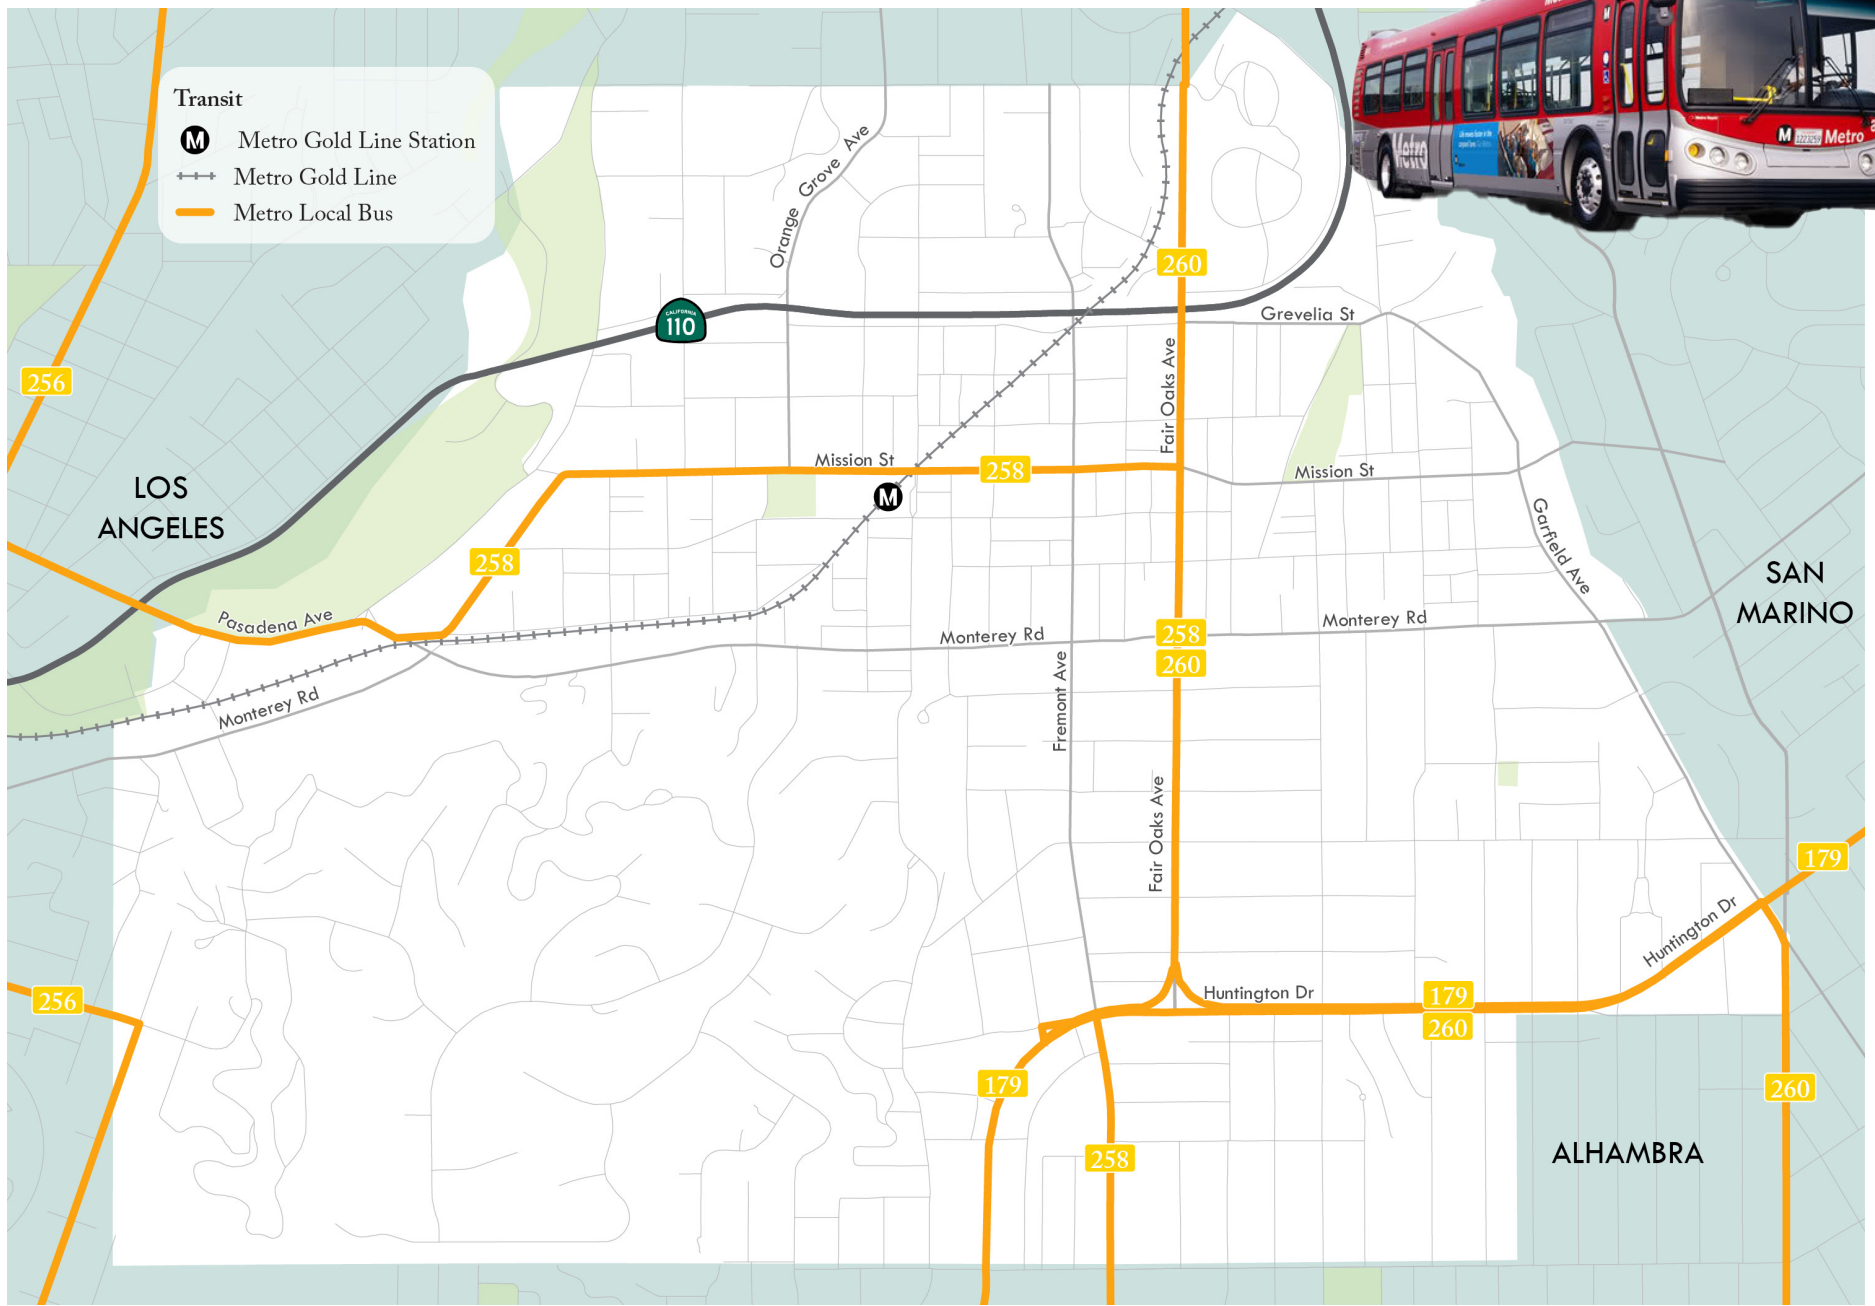 Transit
M Metro Gold Line Station
Metro Gold Line
Metro Local Bus
Metro
M
1223259
Metro
Orange Grove Ave
260
CALIFORNIA
110
Grevelia St
256
Fair Oaks Ave
Mission St
258
Mission St
M
LOS
ANGELES
258
Garfield Ave
SAN
MARINO
Pasadena Ave
Monterey Rd
258
260
Monterey Rd
Monterey Rd
Fremont Ave
Fair Oaks Ave
179
Huntington Dr
256
Huntington Dr
179
260
179
260
258
ALHAMBRA